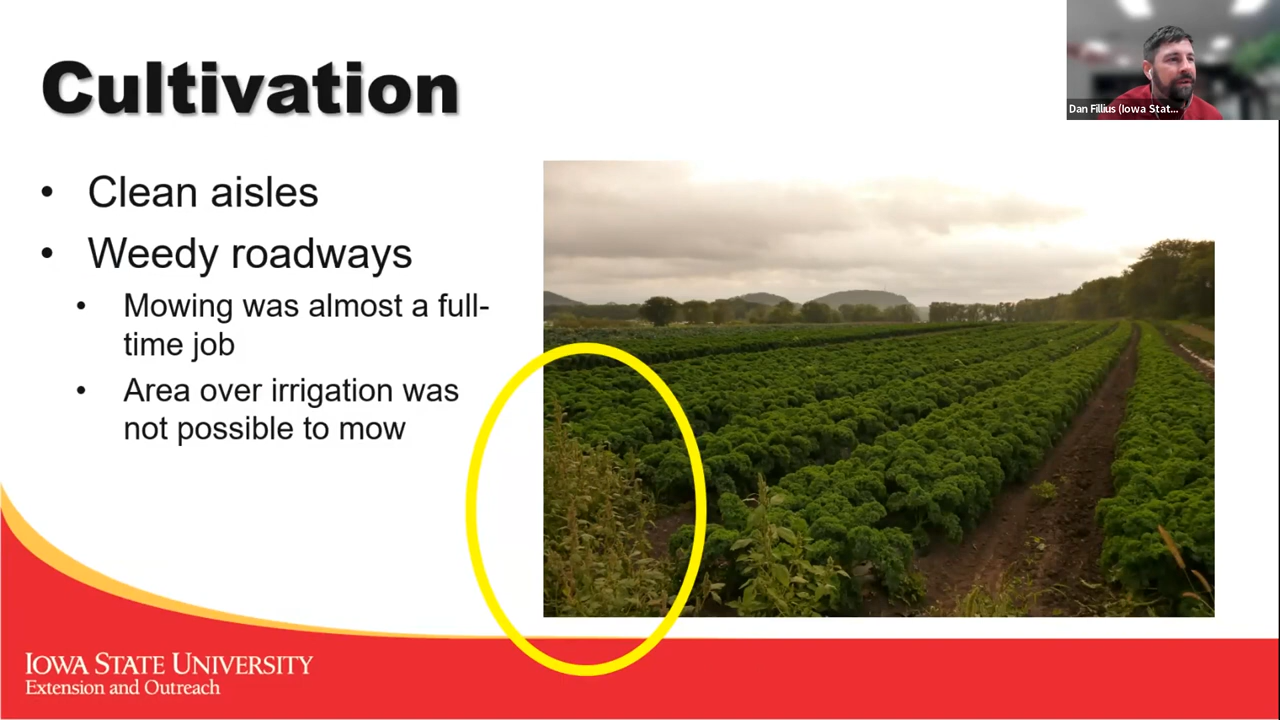 Cultivation
Dan Fillius (Iowa Stat...
• Clean aisles
• Weedy roadways
• Mowing was almost a full-
time job
• Area over irrigation was
not possible to mow
IOWA STATE UNIVERSITY
Extension and Outreach